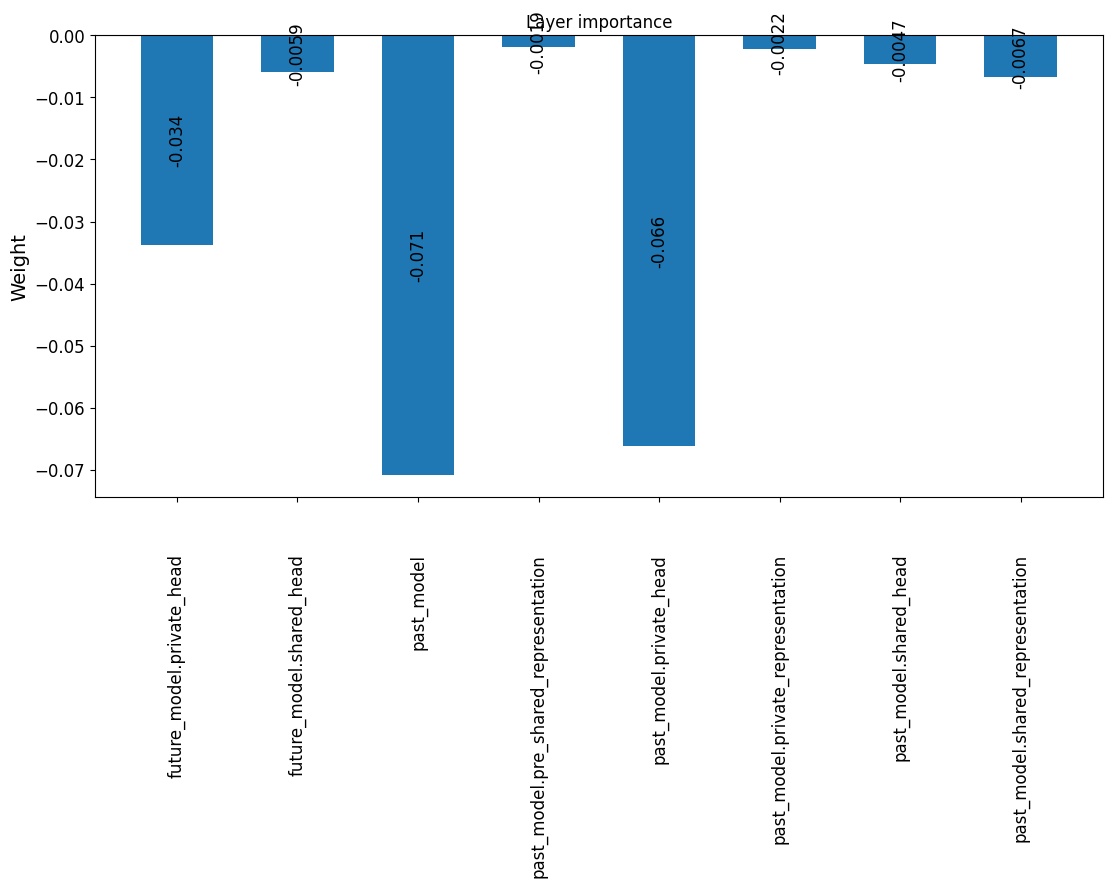 Layer importance
Weight
0.00
−0.01
−0.02
−0.03
−0.04
−0.05
−0.06
−0.07
-0.034
-0.0059
-0.071
-0.0019
-0.066
-0.0022
-0.0047
-0.0067
future_model.private_head
future_model.shared_head
past_model
past_model.pre_shared_representation
past_model.private_head
past_model.private_representation
past_model.shared_head
past_model.shared_representation